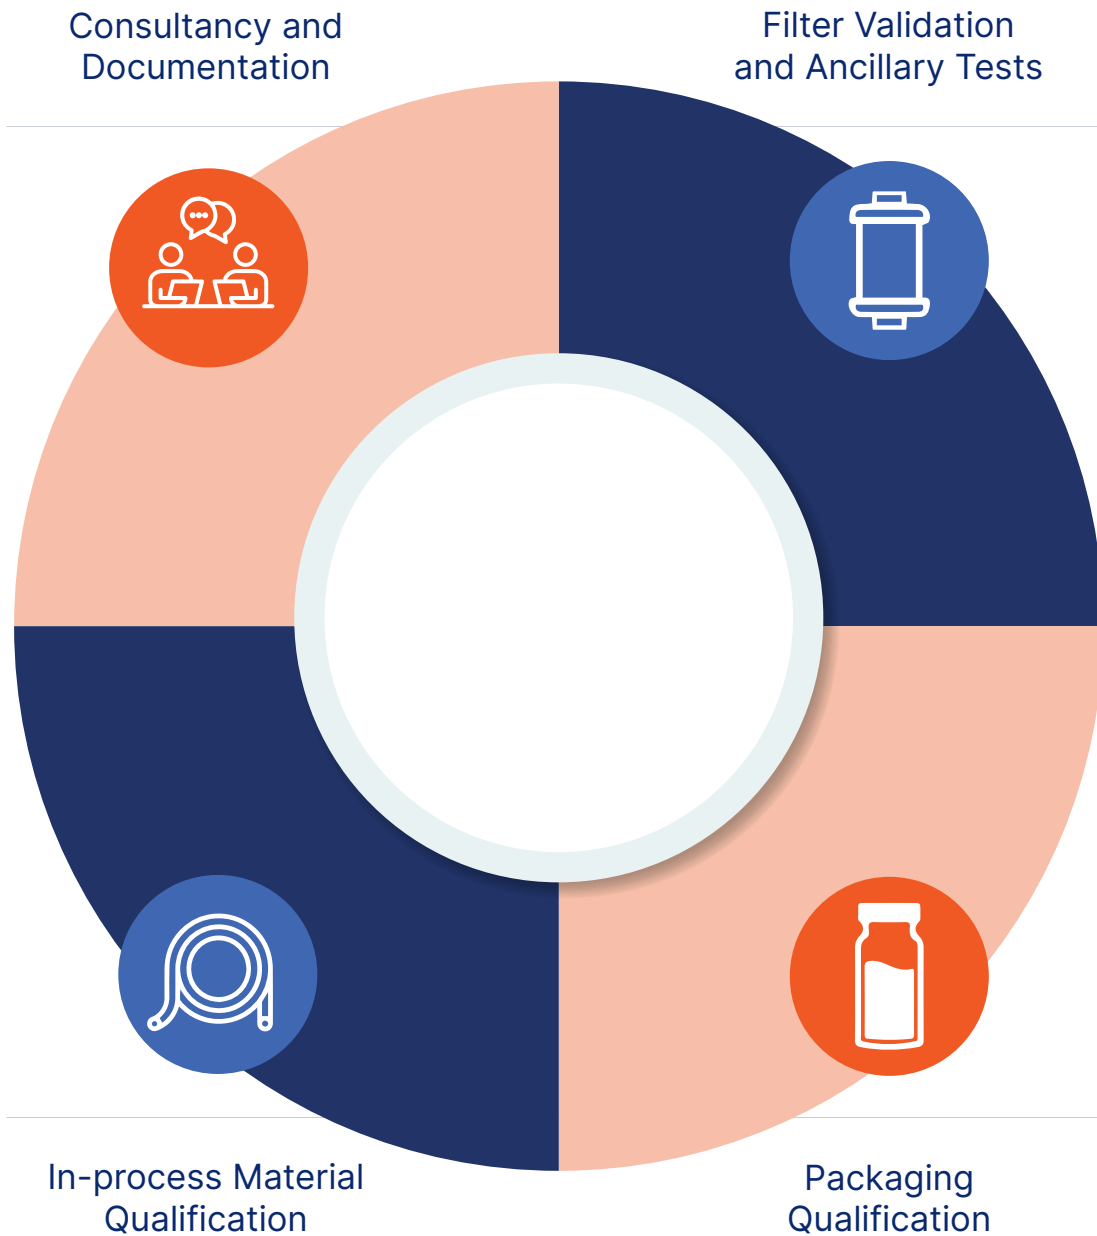 Consultancy and
Documentation
Filter Validation
and Ancillary Tests
In-process Material
Qualification
Packaging
Qualification